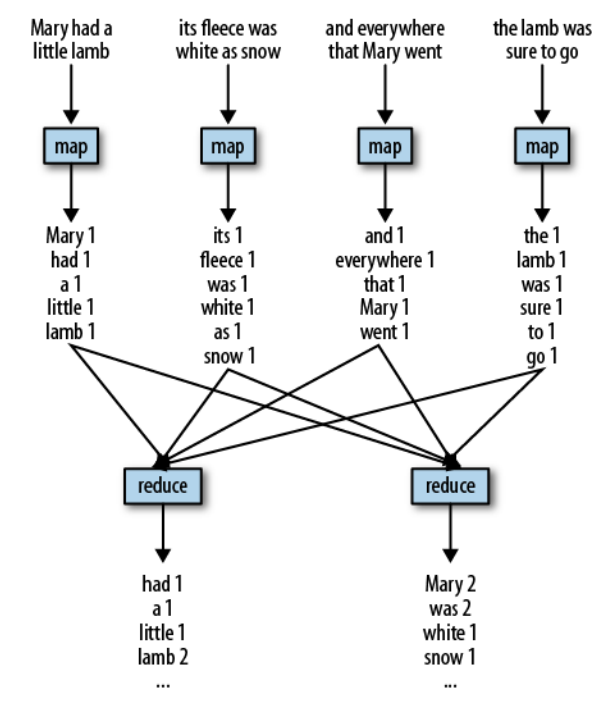 Mary had a
little lamb
its fleece was
white as snow
and everywhere
that Mary went
the lamb was
sure to go
map
map
map
map
Mary 1
had 1
a 1
little 1
lamb 1
its 1
fleece 1
was 1
white 1
as 1
snow 1
and 1
everywhere 1
that 1
Mary 1
went 1
the 1
lamb 1
was 1
sure 1
to 1
go 1
reduce
reduce
had 1
a 1
little 1
lamb 2
...
Mary 2
was 2
white 1
snow 1
...